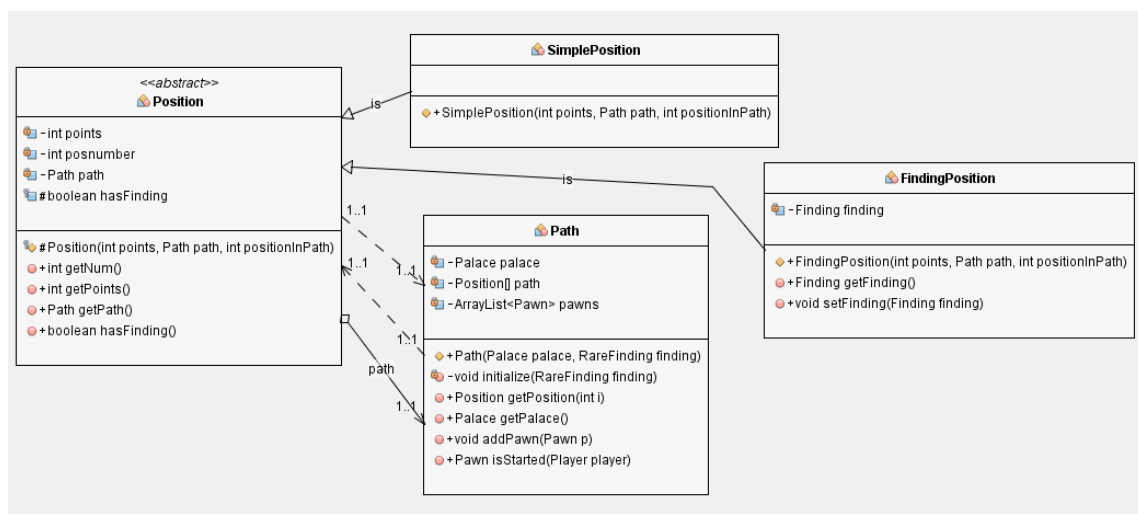 <<abstract>>
Position
-int points
-int posnumber
-Path path
#boolean hasFinding
#Position(int points, Path path, int positionInPath)
+int getNum()
+int getPoints()
+Path getPath()
+boolean hasFinding()
SimplePosition
+SimplePosition(int points, Path path, int positionInPath)
is
is
FindingPosition
-Finding finding
+FindingPosition(int points, Path path, int positionInPath)
+Finding getFinding()
+void setFinding(Finding finding)
1..1
1..1
1..1
1..1
path
1..1
Path
-Palace palace
-Position[] path
-ArrayList<Pawn> pawns
+Path(Palace palace, RareFinding finding)
-void initialize(RareFinding finding)
+Position getPosition(int i)
+Palace getPalace()
+void addPawn(Pawn p)
+Pawn isStarted(Player player)